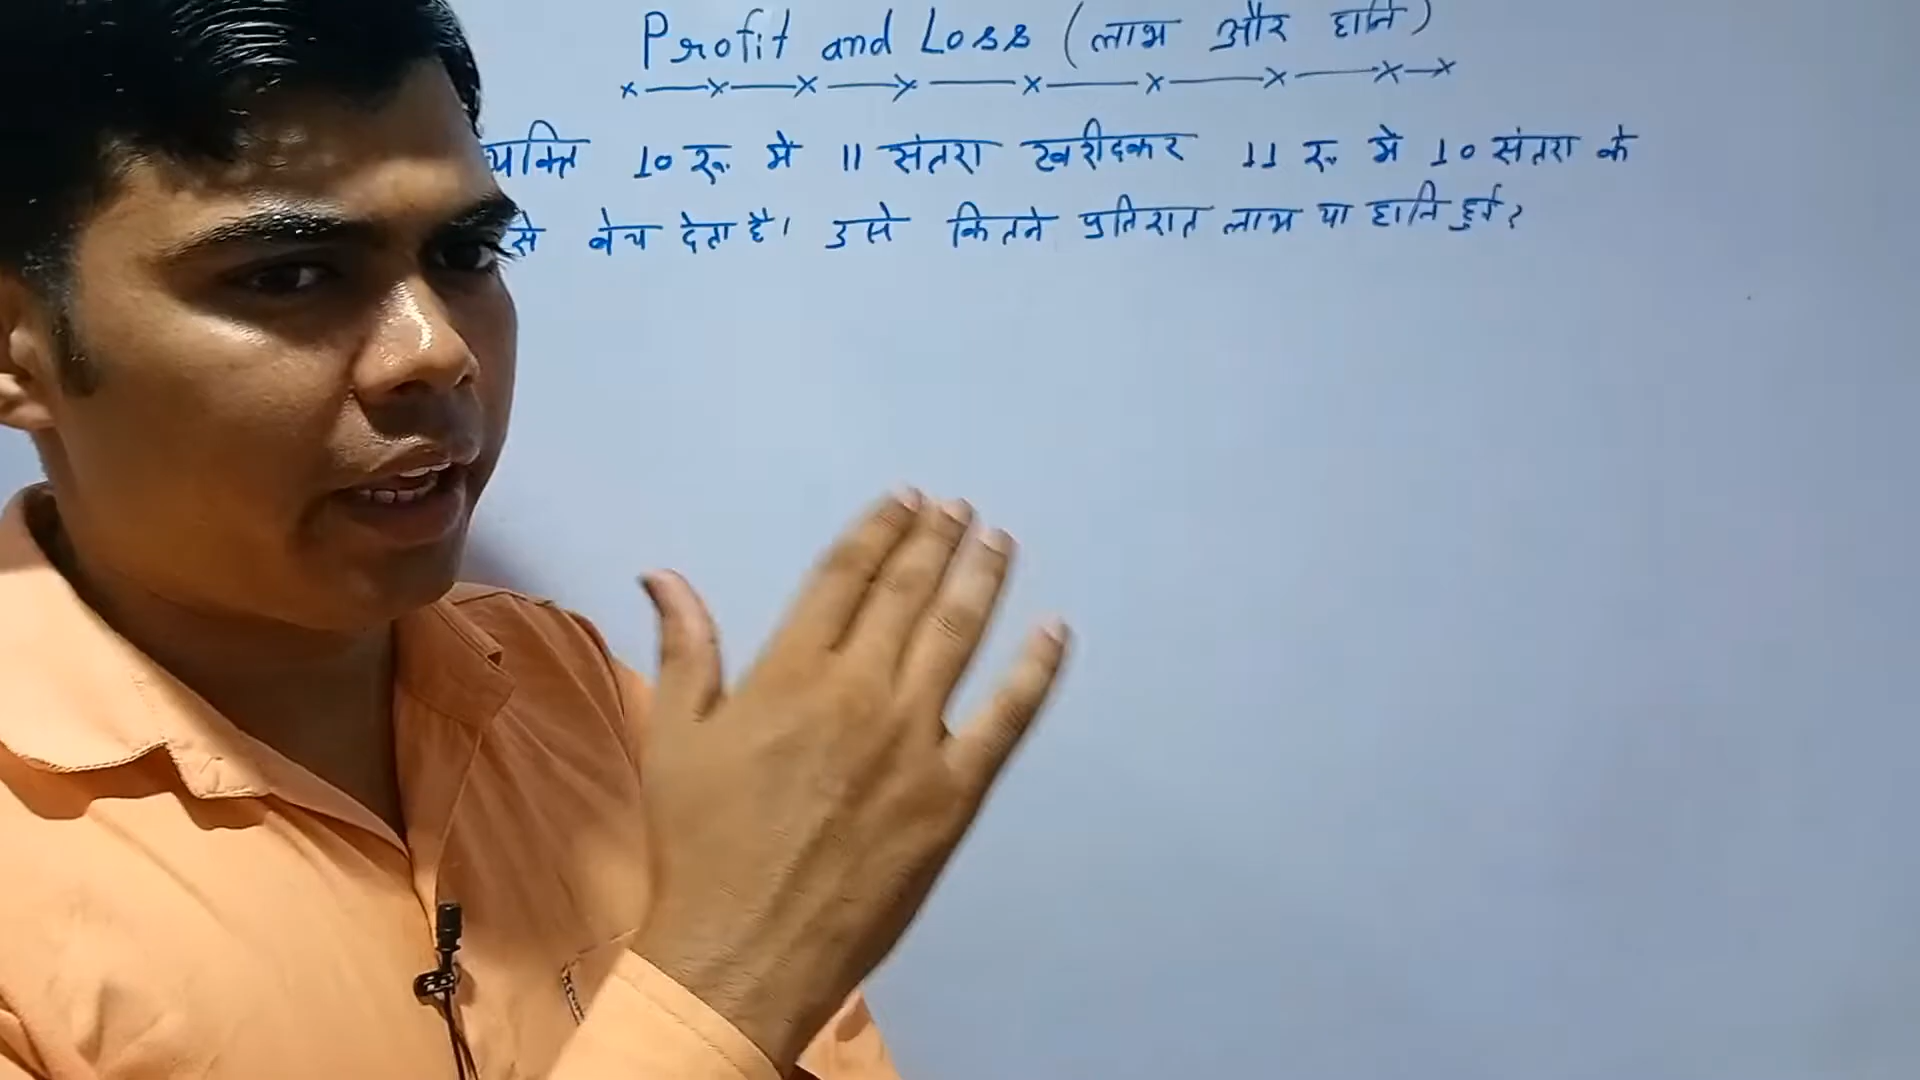 Profit and Loss (लाभ और हानि)
व्यक्ति 10 रू. मे 11 संतरा खरीदकर 11 रू. मे 10 संतरा के
से बेच देता है। उसे कितने प्रतिशत लाभ या हानि हुई?